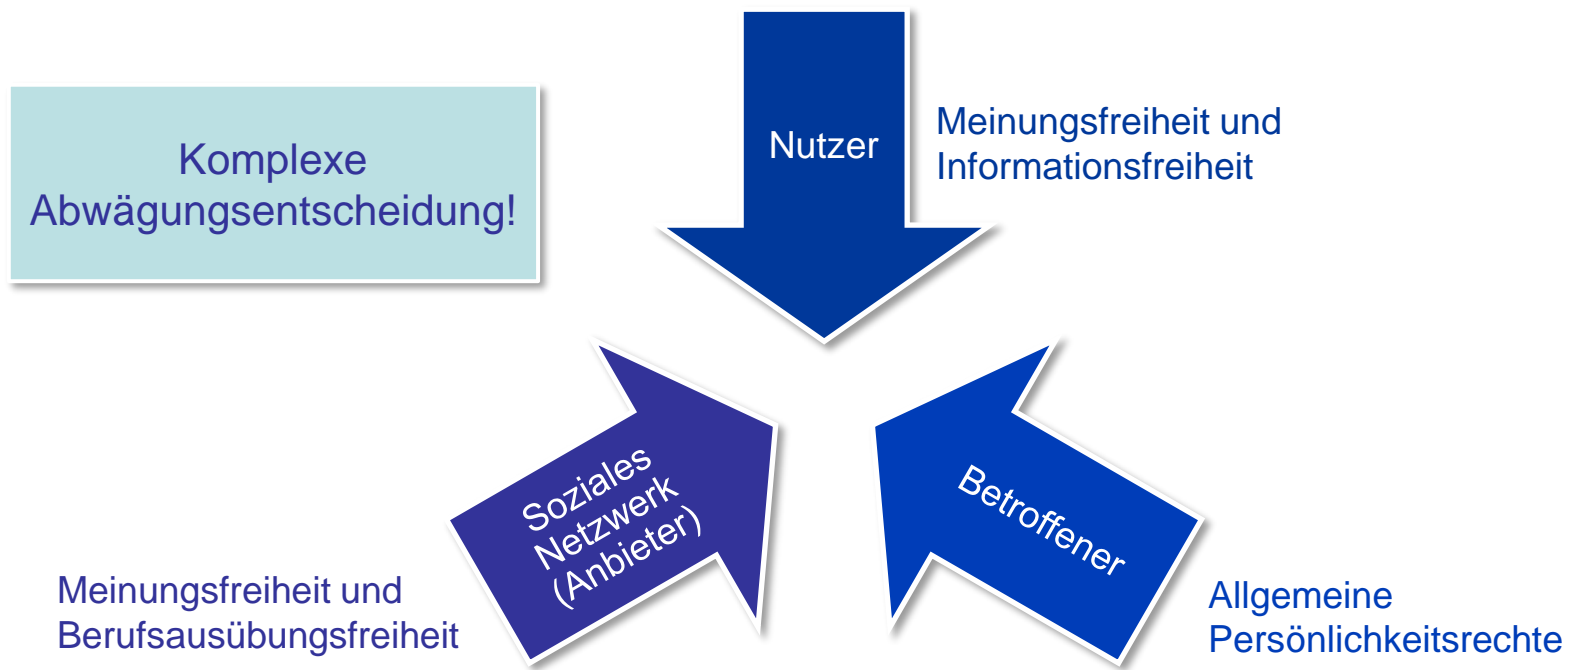 Komplexe
Abwägungsentscheidung!
Nutzer
Meinungsfreiheit und
Informationsfreiheit
Soziales
Netzwerk
(Anbieter)
Meinungsfreiheit und
Berufsausübungsfreiheit
Betroffener
Allgemeine
Persönlichkeitsrechte